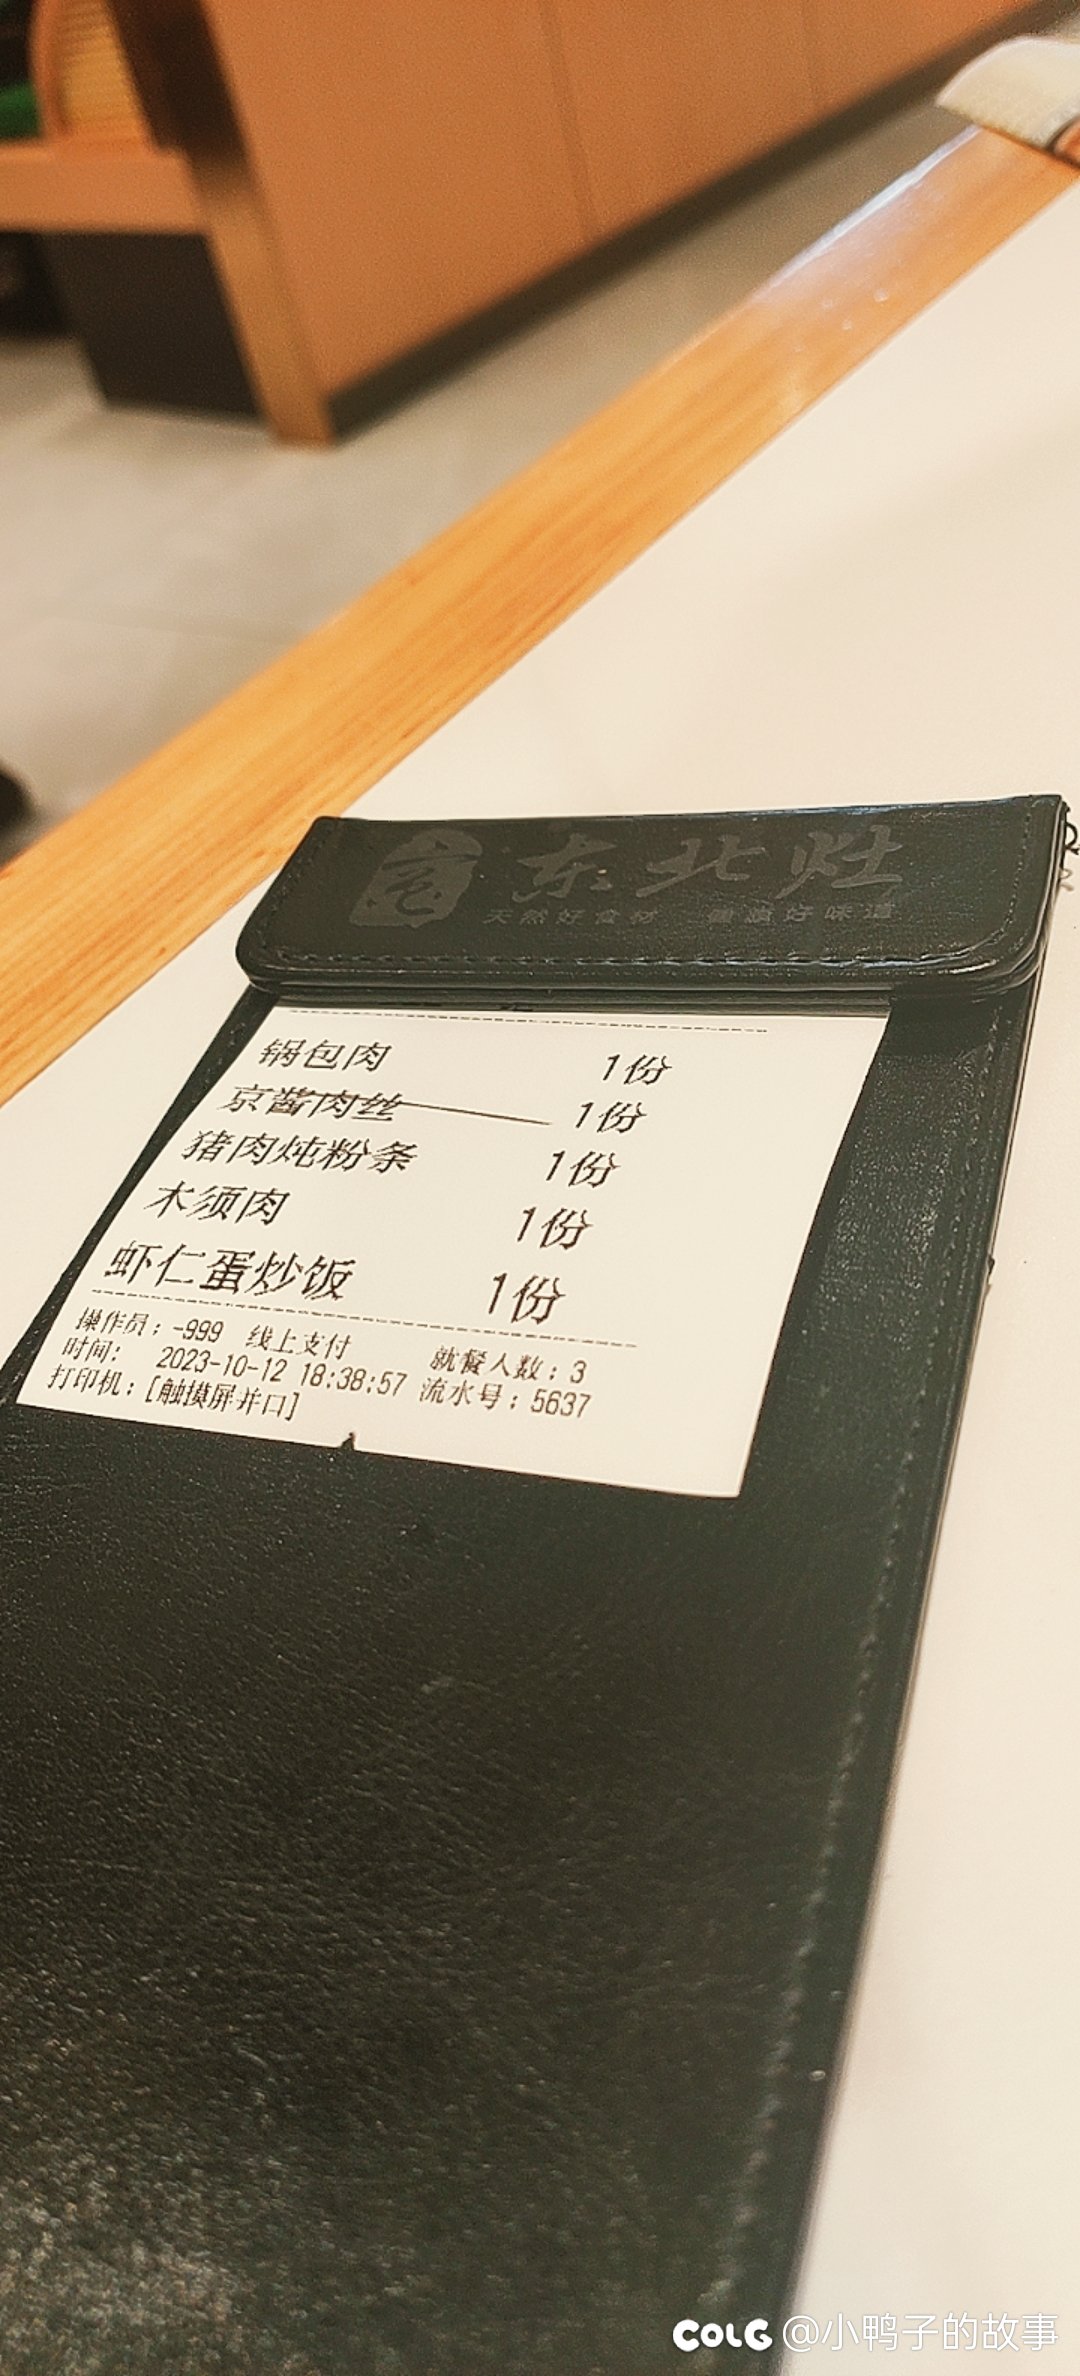 东北灶
天然好食材 健康好味道
锅包肉 1份
京酱肉丝 1份
猪肉炖粉条 1份
木须肉 1份
虾仁蛋炒饭 1份
操作员:-999 线上支付 就餐人数:3
时间: 2023-10-12 18:38:57 流水号:5637
打印机:[触摸屏并口]
COLG @小鸭子的故事